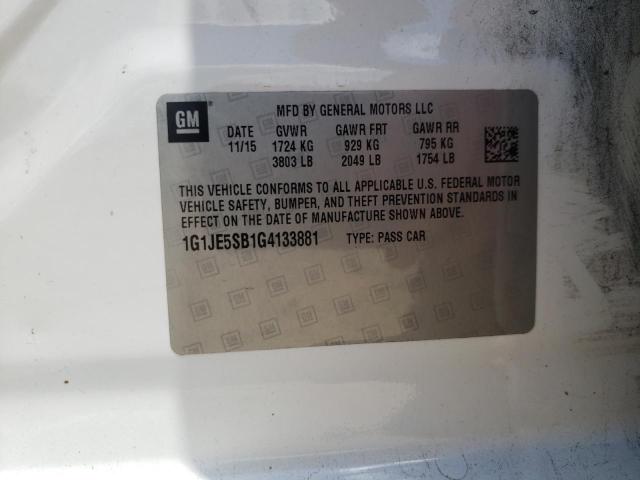 GM
MFD BY GENERAL MOTORS LLC
DATE GVWR GAWR FRT GAWR RR
11/15 1724 KG 929 KG 795 KG
3803 LB 2049 LB 1754 LB
THIS VEHICLE CONFORMS TO ALL APPLICABLE U.S. FEDERAL MOTOR
VEHICLE SAFETY, BUMPER, AND THEFT PREVENTION STANDARDS IN
EFFECT ON THE DATE OF MANUFACTURE SHOWN ABOVE.
1G1JE5SB1G4133881 TYPE: PASS CAR